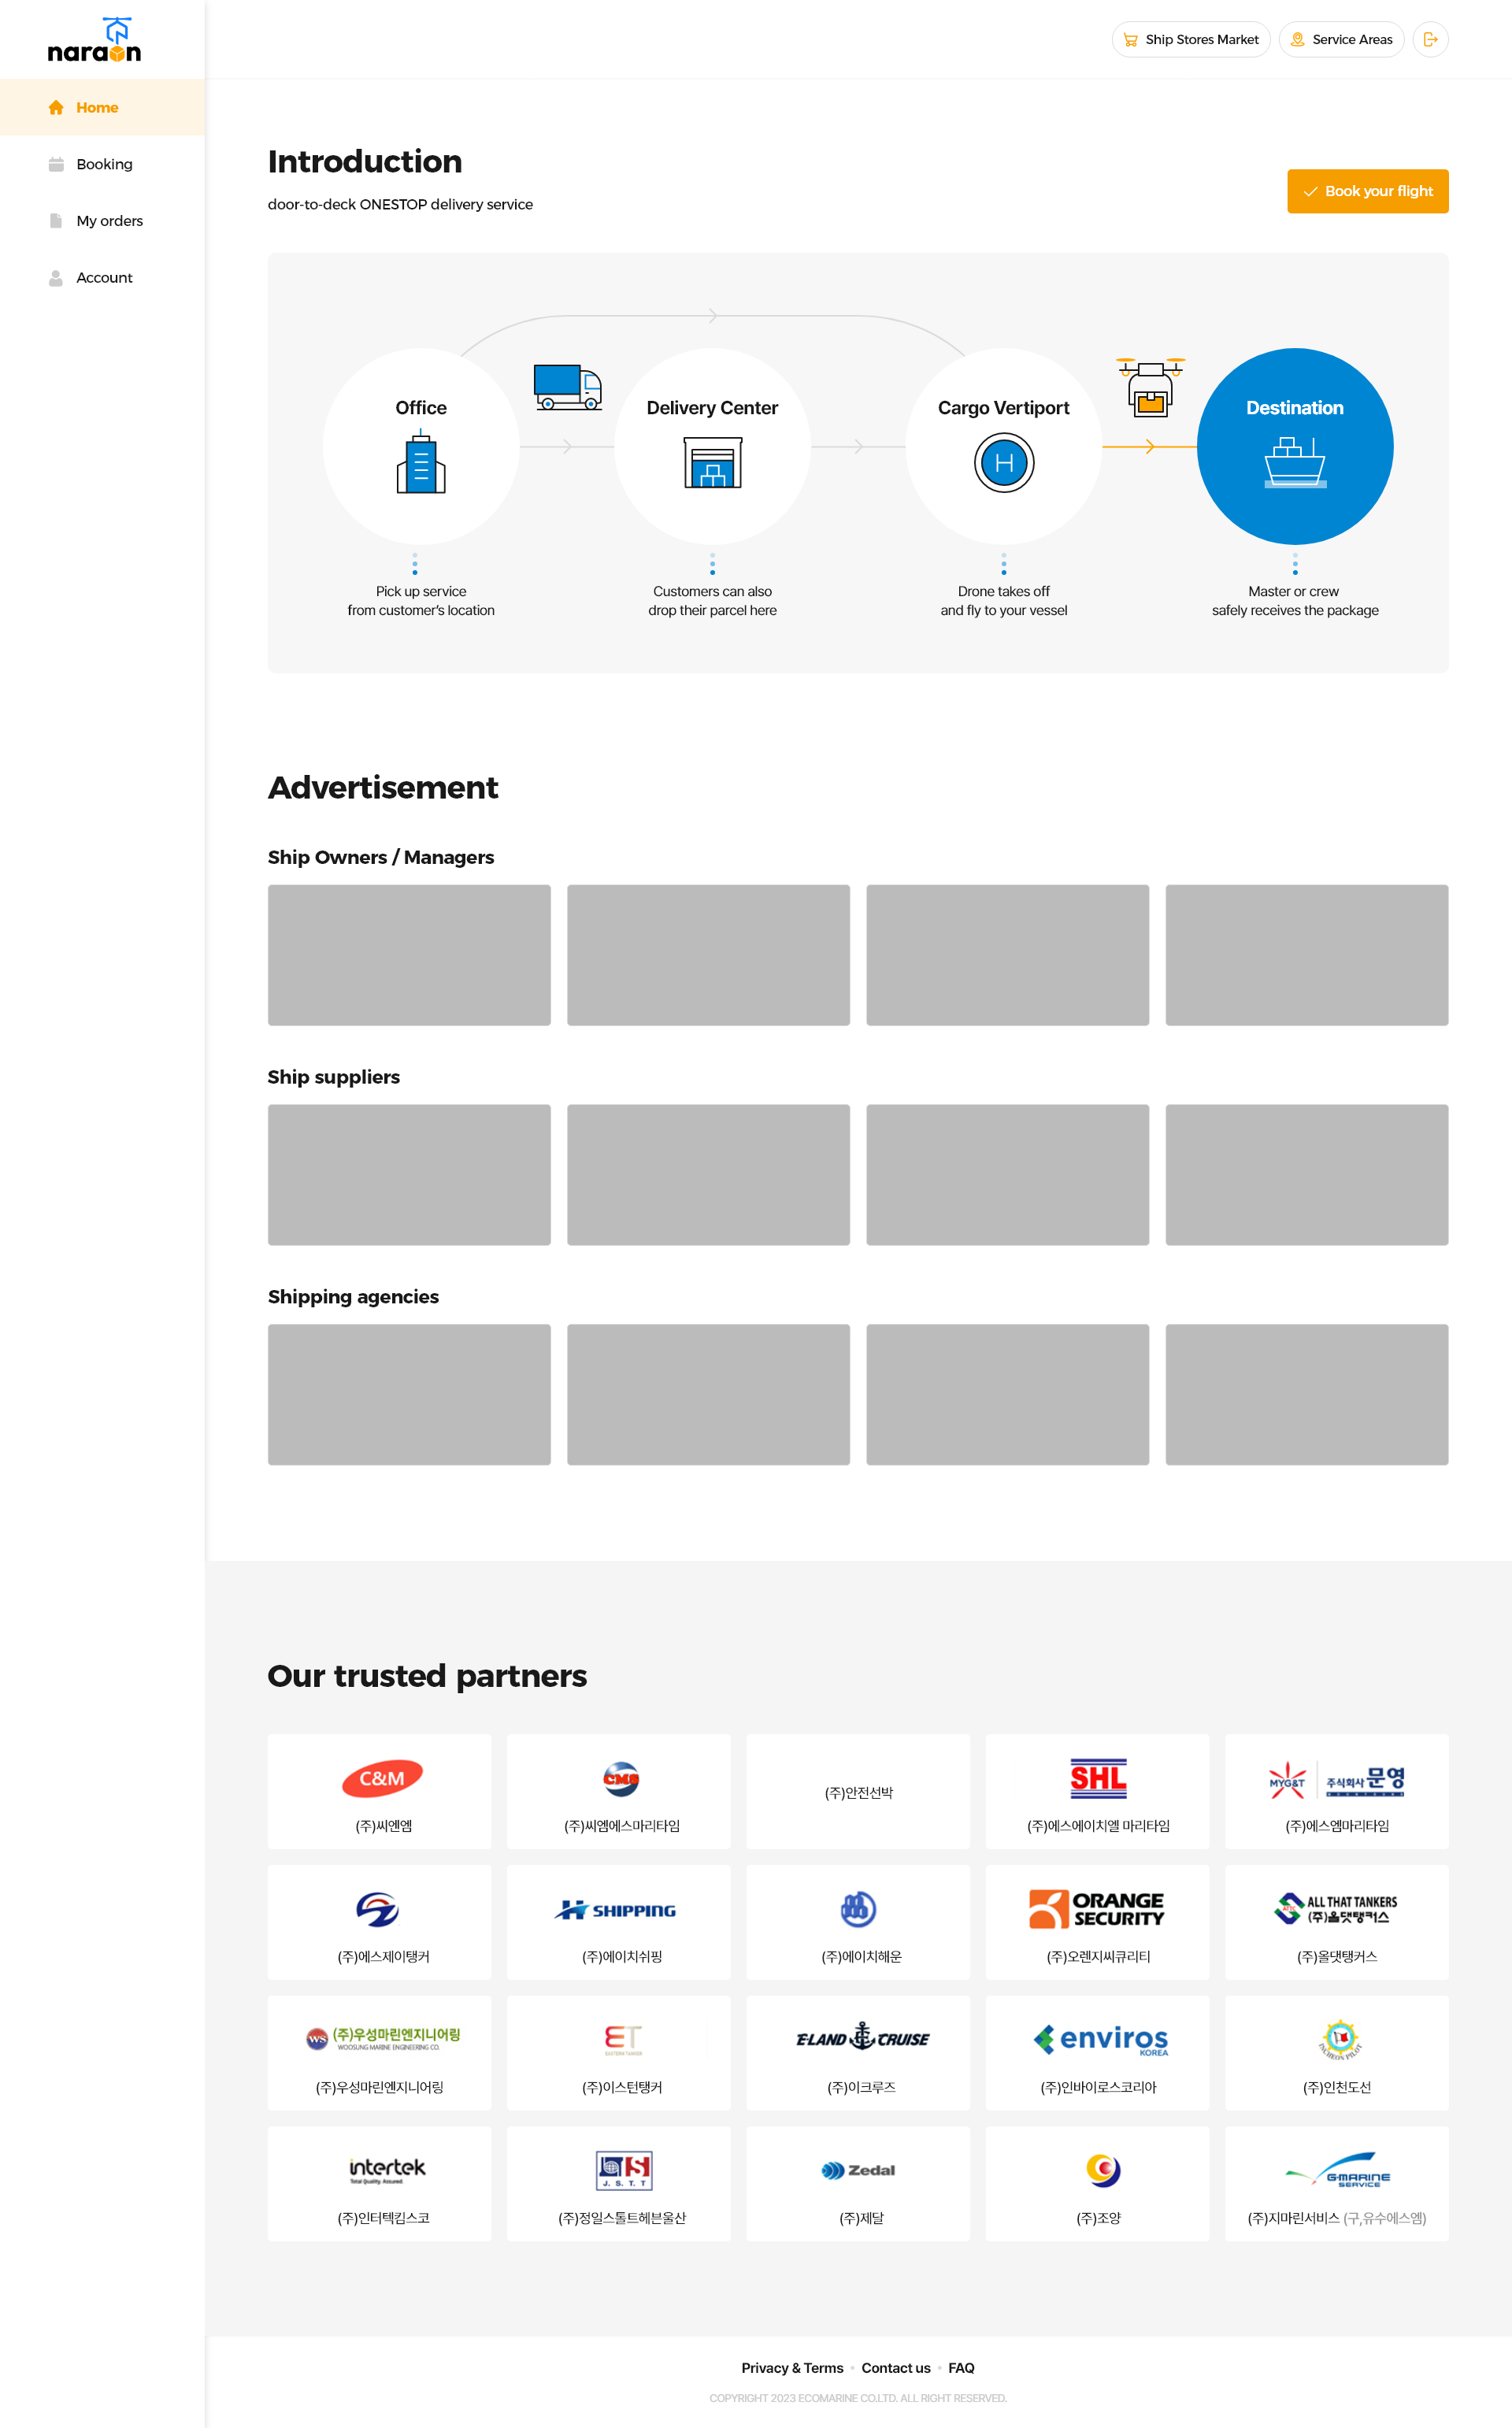 naraon
Ship Stores Market
Service Areas
Home
Booking
My orders
Account
Introduction
door-to-deck ONESTOP delivery service
Book your flight
Office
Delivery Center
Cargo Vertiport
Destination
Pick up service
from customer's location
Customers can also
drop their parcel here
Drone takes off
and fly to your vessel
Master or crew
safely receives the package
Advertisement
Ship Owners / Managers
Ship suppliers
Shipping agencies
Our trusted partners
C&M
(주)씨엔엠
CMS
(주)씨엠에스마리타임
(주)안전선박
SHL
(주)에스에이치엘 마리타임
MYG&T
주식회사 문영
(주)에스엠마리타임
(주)에스제이탱커
H SHIPPING
(주)에이치쉬핑
(주)에이치해운
ORANGE
SECURITY
(주)오렌지씨큐리티
ATTC
ALL THAT TANKERS
(주)올댓탱커스
(주)올댓탱커스
WS
(주)우성마린엔지니어링
WOOSUNG MARINE ENGINEERING CO.
(주)우성마린엔지니어링
ET
EASTERN TANKER
(주)이스턴탱커
E·LAND CRUISE
(주)이크루즈
enviros
KOREA
(주)인바이로스코리아
INCHEON PILOT
(주)인천도선
intertek
Total Quality. Assured.
(주)인터텍킴스코
J. S. T. T
(주)정일스톨트헤븐울산
Zedal
(주)제달
(주)조양
G-MARINE
SERVICE
(주)지마린서비스 (구,유수에스엠)
Privacy & Terms
Contact us
FAQ
COPYRIGHT 2023 ECOMARINE CO.LTD. ALL RIGHT RESERVED.